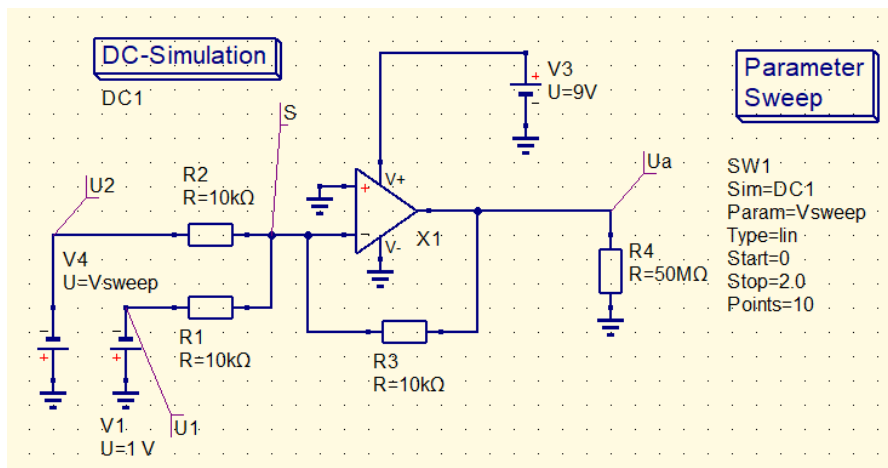 DC-Simulation
DC1
S
V3
U=9V
Parameter
Sweep
U2
R2
R=10kΩ
V+
Ua
+
−
V-
X1
SW1
Sim=DC1
Param=Vsweep
Type=lin
Start=0
Stop=2.0
Points=10
V4
U=Vsweep
R4
R=50MΩ
R1
R=10kΩ
R3
R=10kΩ
V1
U=1 V
U1